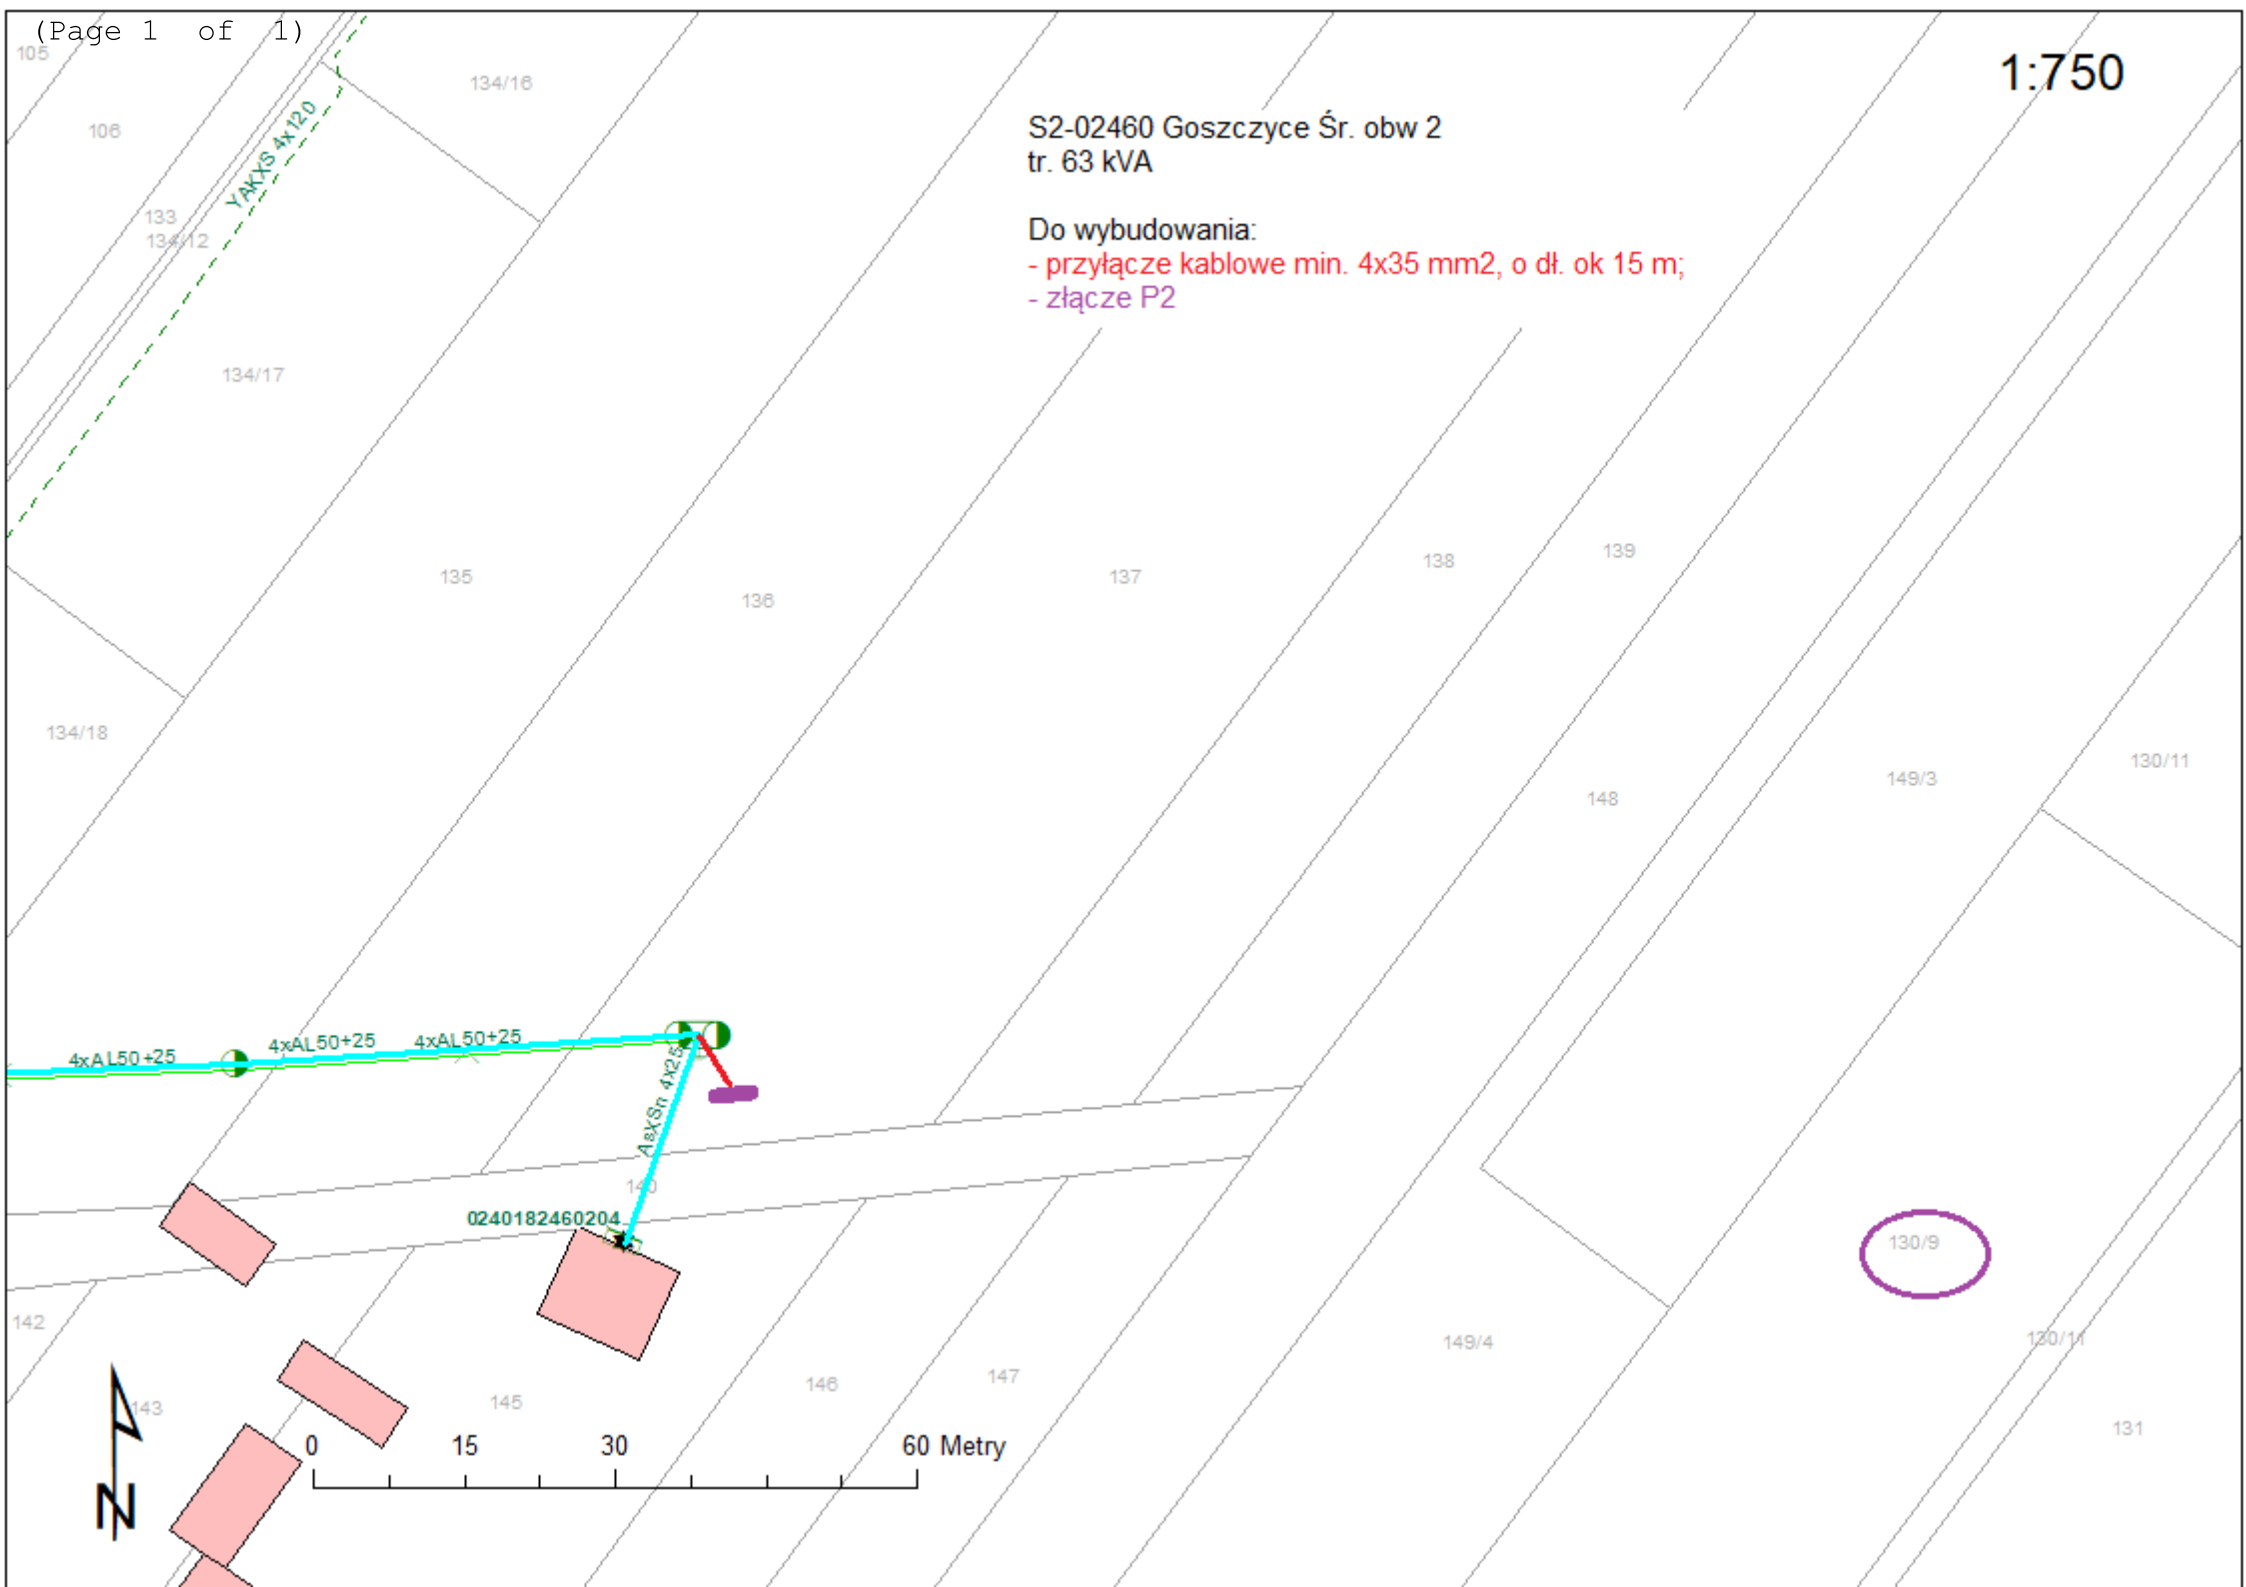 (Page 1 of 1)
105
134/16
1:750
106
YAKXS 4x120
S2-02460 Goszczyce Śr. obw 2
tr. 63 kVA
133
134/12
Do wybudowania:
- przyłącze kablowe min. 4x35 mm2, o dł. ok 15 m;
- złącze P2
134/17
135
136
137
138
139
134/18
148
149/3
130/11
4xAL50+25
4xAL50+25
4xAL50+25
AsXSn 4x25
140
0240182460204
130/9
142
149/4
130/11
143
145
146
147
131
0 15 30 60 Metry
N